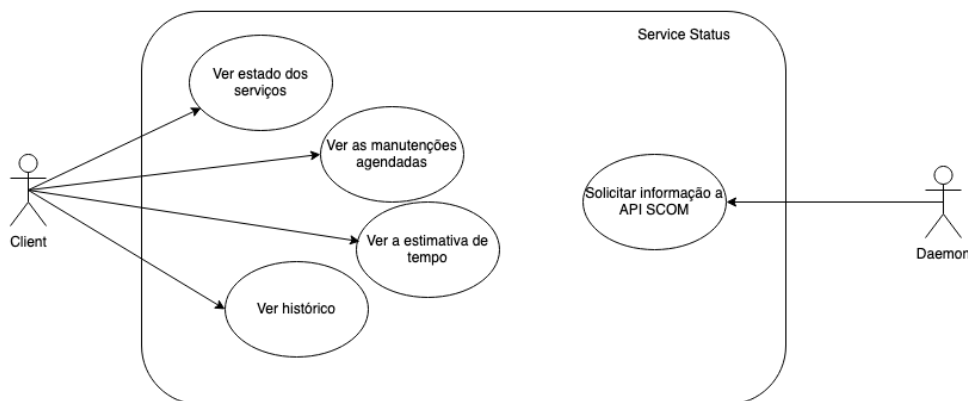 Service Status
Ver estado dos
serviços
Ver as manutenções
agendadas
Solicitar informação a
API SCOM
Client
Ver a estimativa de
tempo
Daemon
Ver histórico